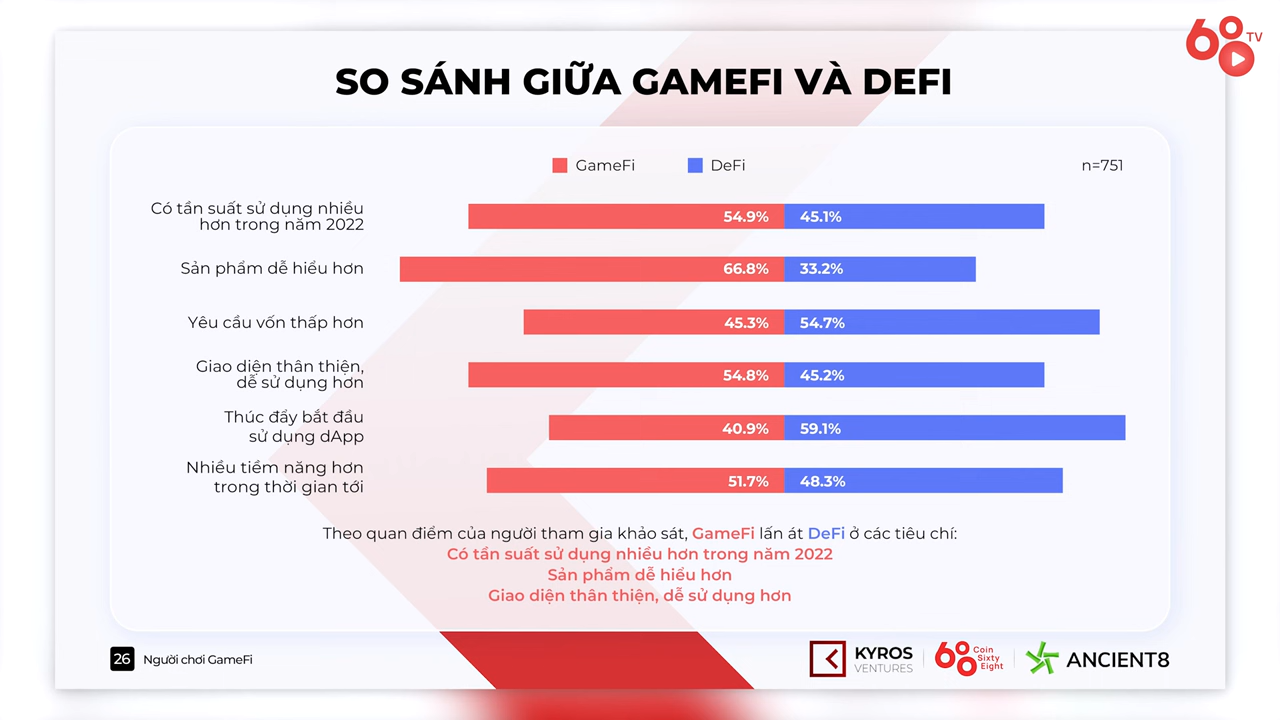 68 TV
SO SÁNH GIỮA GAMEFI VÀ DEFI
GameFi
DeFi
n=751
Có tần suất sử dụng nhiều
hơn trong năm 2022
54.9%
45.1%
Sản phẩm dễ hiểu hơn
66.8%
33.2%
Yêu cầu vốn thấp hơn
45.3%
54.7%
Giao diện thân thiện,
dễ sử dụng hơn
54.8%
45.2%
Thúc đẩy bắt đầu
sử dụng dApp
40.9%
59.1%
Nhiều tiềm năng hơn
trong thời gian tới
51.7%
48.3%
Theo quan điểm của người tham gia khảo sát, GameFi lấn át DeFi ở các tiêu chí:
Có tần suất sử dụng nhiều hơn trong năm 2022
Sản phẩm dễ hiểu hơn
Giao diện thân thiện, dễ sử dụng hơn
26
Người chơi GameFi
KYROS
VENTURES
68
Coin
Sixty
Eight
ANCIENT8